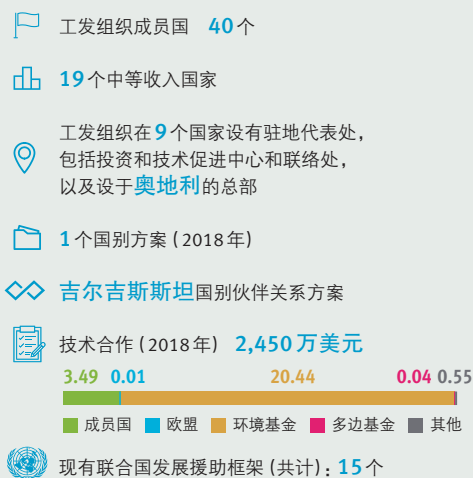 工发组织成员国 40个
19个中等收入国家
工发组织在9个国家设有驻地代表处，
包括投资和技术促进中心和联络处，
以及设于奥地利的总部
1个国别方案（2018年）
吉尔吉斯斯坦国别伙伴关系方案
技术合作（2018年） 2,450万美元
3.49 0.01 20.44 0.04 0.55
成员国 欧盟 环境基金 多边基金 其他
现有联合国发展援助框架（共计）：15个